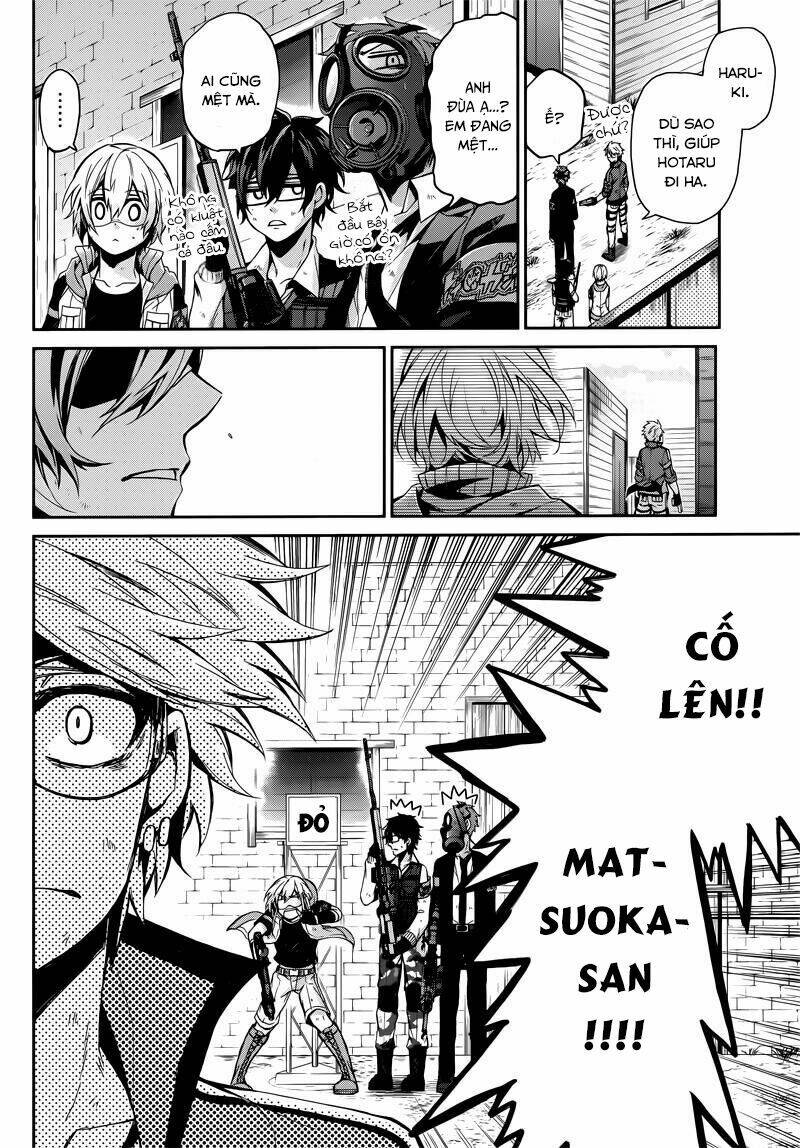 HARU-
KI.
DÙ SAO
THÌ, GIÚP
HOTARU
ĐI HA.
Được
chứ?
Ể?
ANH
ĐÙA À...?
EM ĐANG
MỆT...
Bắt
đầu bây
giờ có ổn
không?
AI CŨNG
MỆT MÀ.
Không
có kluật
nào cấm
cả đâu.
......
CỐ
LÊN!!
MAT-
SUOKA-
SAN
!!!!
ĐỎ